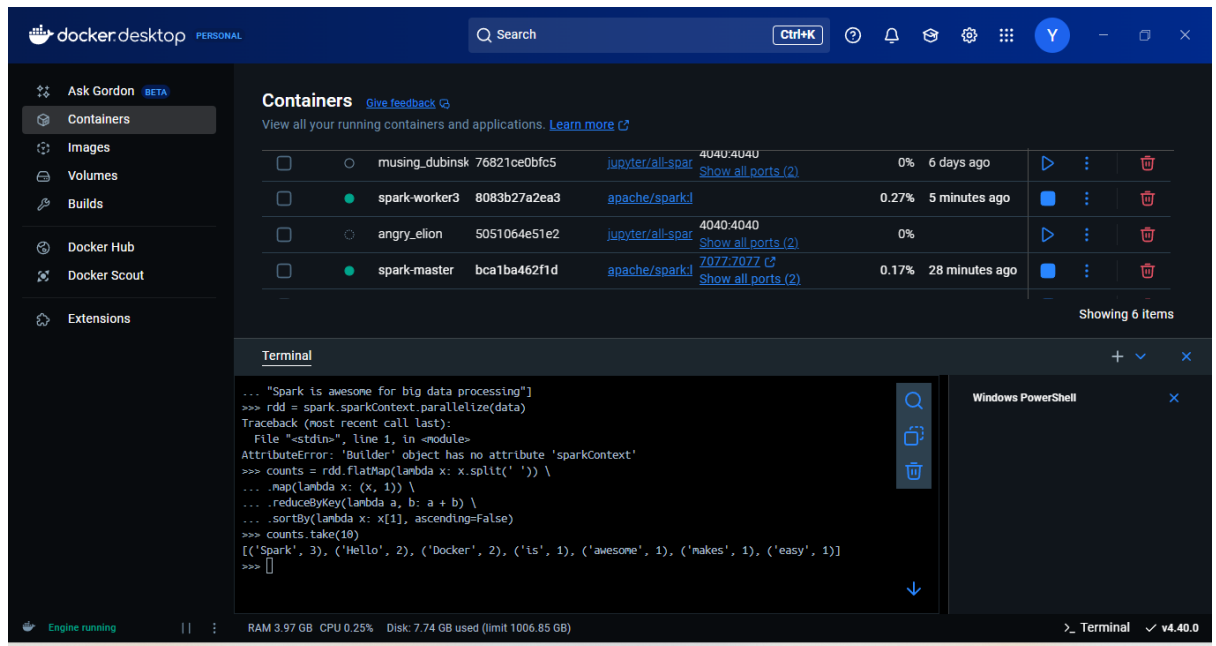 docker.desktop PERSONAL
Search
Ctrl+K
Y
Ask Gordon BETA
Containers
Images
Volumes
Builds
Docker Hub
Docker Scout
Extensions
Containers Give feedback
View all your running containers and applications. Learn more
musing_dubinsk 76821ce0bfc5 jupyter/all-spar 4040:4040 0% 6 days ago
Show all ports (2)
spark-worker3 8083b27a2ea3 apache/spark:l 0.27% 5 minutes ago
angry_elion 5051064e51e2 jupyter/all-spar 4040:4040 0%
Show all ports (2)
spark-master bca1ba462f1d apache/spark:l 7077:7077 0.17% 28 minutes ago
Show all ports (2)
Showing 6 items
Terminal
... "Spark is awesome for big data processing"]
>>> rdd = spark.sparkContext.parallelize(data)
Traceback (most recent call last):
  File "<stdin>", line 1, in <module>
AttributeError: 'Builder' object has no attribute 'sparkContext'
>>> counts = rdd.flatMap(lambda x: x.split(' ')) \
... .map(lambda x: (x, 1)) \
... .reduceByKey(lambda a, b: a + b) \
... .sortBy(lambda x: x[1], ascending=False)
>>> counts.take(10)
[('Spark', 3), ('Hello', 2), ('Docker', 2), ('is', 1), ('awesome', 1), ('makes', 1), ('easy', 1)]
>>>
Windows PowerShell
Engine running
RAM 3.97 GB CPU 0.25% Disk: 7.74 GB used (limit 1006.85 GB)
>_ Terminal
v4.40.0